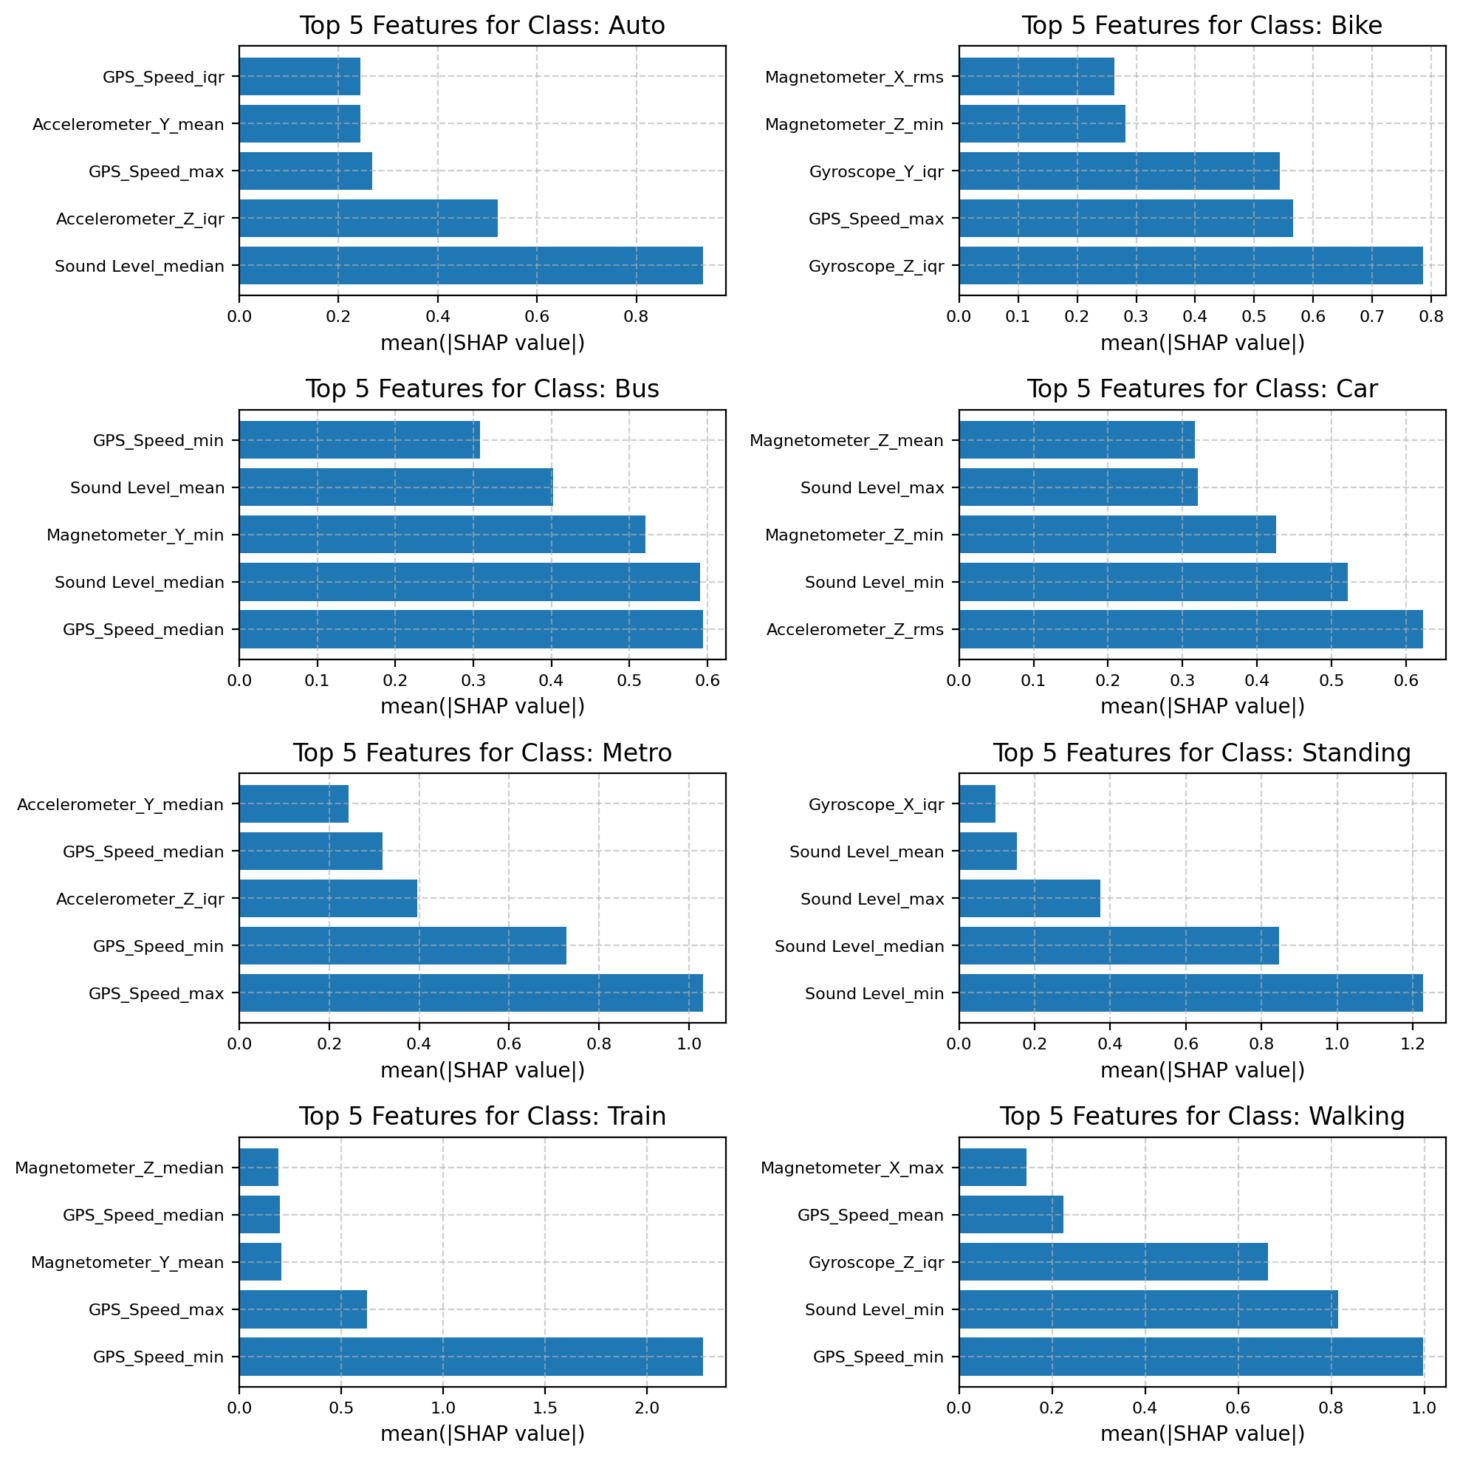 Top 5 Features for Class: Auto
GPS_Speed_iqr
Accelerometer_Y_mean
GPS_Speed_max
Accelerometer_Z_iqr
Sound Level_median
0.0 0.2 0.4 0.6 0.8
mean(|SHAP value|)
Top 5 Features for Class: Bike
Magnetometer_X_rms
Magnetometer_Z_min
Gyroscope_Y_iqr
GPS_Speed_max
Gyroscope_Z_iqr
0.0 0.1 0.2 0.3 0.4 0.5 0.6 0.7 0.8
mean(|SHAP value|)
Top 5 Features for Class: Bus
GPS_Speed_min
Sound Level_mean
Magnetometer_Y_min
Sound Level_median
GPS_Speed_median
0.0 0.1 0.2 0.3 0.4 0.5 0.6
mean(|SHAP value|)
Top 5 Features for Class: Car
Magnetometer_Z_mean
Sound Level_max
Magnetometer_Z_min
Sound Level_min
Accelerometer_Z_rms
0.0 0.1 0.2 0.3 0.4 0.5 0.6
mean(|SHAP value|)
Top 5 Features for Class: Metro
Accelerometer_Y_median
GPS_Speed_median
Accelerometer_Z_iqr
GPS_Speed_min
GPS_Speed_max
0.0 0.2 0.4 0.6 0.8 1.0
mean(|SHAP value|)
Top 5 Features for Class: Standing
Gyroscope_X_iqr
Sound Level_mean
Sound Level_max
Sound Level_median
Sound Level_min
0.0 0.2 0.4 0.6 0.8 1.0 1.2
mean(|SHAP value|)
Top 5 Features for Class: Train
Magnetometer_Z_median
GPS_Speed_median
Magnetometer_Y_mean
GPS_Speed_max
GPS_Speed_min
0.0 0.5 1.0 1.5 2.0
mean(|SHAP value|)
Top 5 Features for Class: Walking
Magnetometer_X_max
GPS_Speed_mean
Gyroscope_Z_iqr
Sound Level_min
GPS_Speed_min
0.0 0.2 0.4 0.6 0.8 1.0
mean(|SHAP value|)